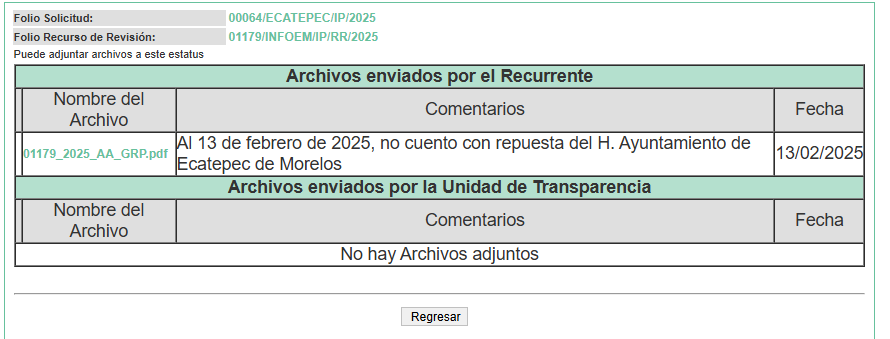 Folio Solicitud: 00064/ECATEPEC/IP/2025
Folio Recurso de Revisión: 01179/INFOEM/IP/RR/2025
Puede adjuntar archivos a este estatus
Archivos enviados por el Recurrente
Nombre del Archivo Comentarios Fecha
01179_2025_AA_GRP.pdf Al 13 de febrero de 2025, no cuento con repuesta del H. Ayuntamiento de Ecatepec de Morelos 13/02/2025
Archivos enviados por la Unidad de Transparencia
Nombre del Archivo Comentarios Fecha
No hay Archivos adjuntos
Regresar